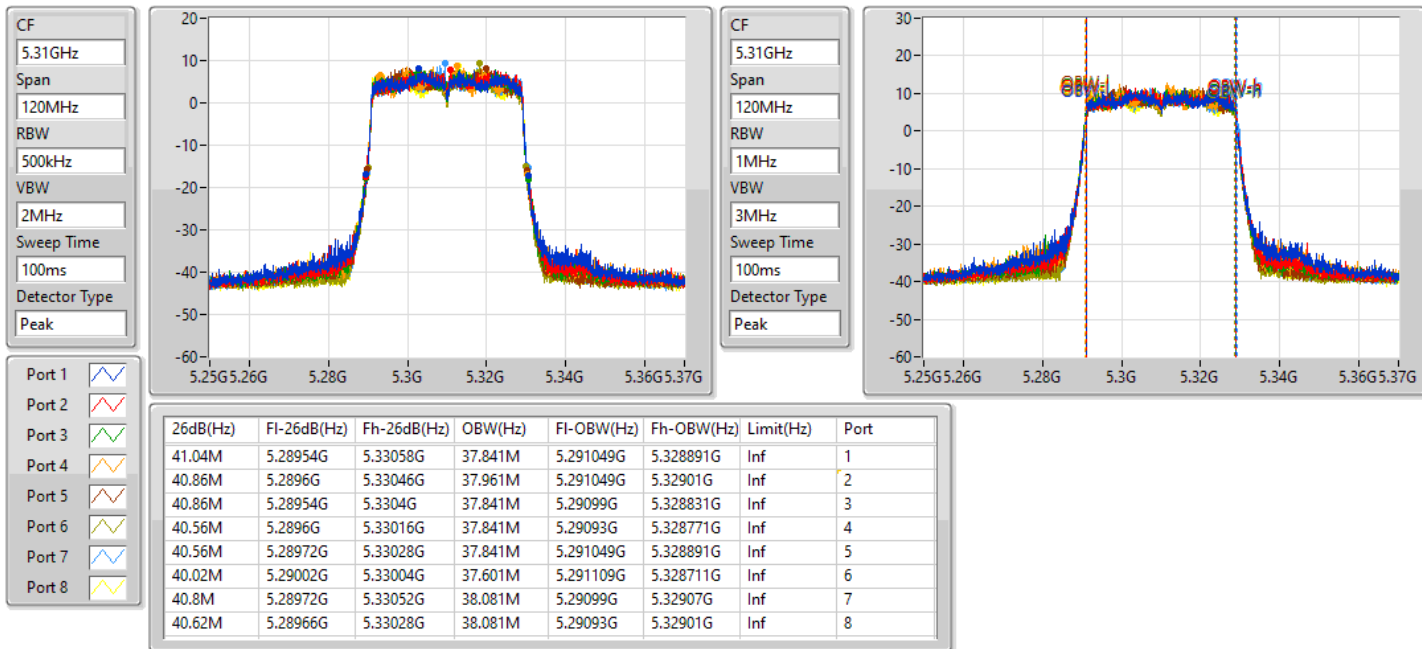 CF
5.31GHz
Span
120MHz
RBW
500kHz
VBW
2MHz
Sweep Time
100ms
Detector Type
Peak
20
10
0
-10
-20
-30
-40
-50
-60
5.25G 5.26G 5.28G 5.3G 5.32G 5.34G 5.36G 5.37G
CF
5.31GHz
Span
120MHz
RBW
1MHz
VBW
3MHz
Sweep Time
100ms
Detector Type
Peak
30
20
10
0
-10
-20
-30
-40
-50
-60
OBW-l OBW-h
5.25G 5.26G 5.28G 5.3G 5.32G 5.34G 5.36G 5.37G
Port 1
Port 2
Port 3
Port 4
Port 5
Port 6
Port 7
Port 8
26dB(Hz) Fl-26dB(Hz) Fh-26dB(Hz) OBW(Hz) Fl-OBW(Hz) Fh-OBW(Hz) Limit(Hz) Port
41.04M 5.28954G 5.33058G 37.841M 5.291049G 5.328891G Inf 1
40.86M 5.2896G 5.33046G 37.961M 5.291049G 5.32901G Inf 2
40.86M 5.28954G 5.3304G 37.841M 5.29099G 5.328831G Inf 3
40.56M 5.2896G 5.33016G 37.841M 5.29093G 5.328771G Inf 4
40.56M 5.28972G 5.33028G 37.841M 5.291049G 5.328891G Inf 5
40.02M 5.29002G 5.33004G 37.601M 5.291109G 5.328711G Inf 6
40.8M 5.28972G 5.33052G 38.081M 5.29099G 5.32907G Inf 7
40.62M 5.28966G 5.33028G 38.081M 5.29093G 5.32901G Inf 8